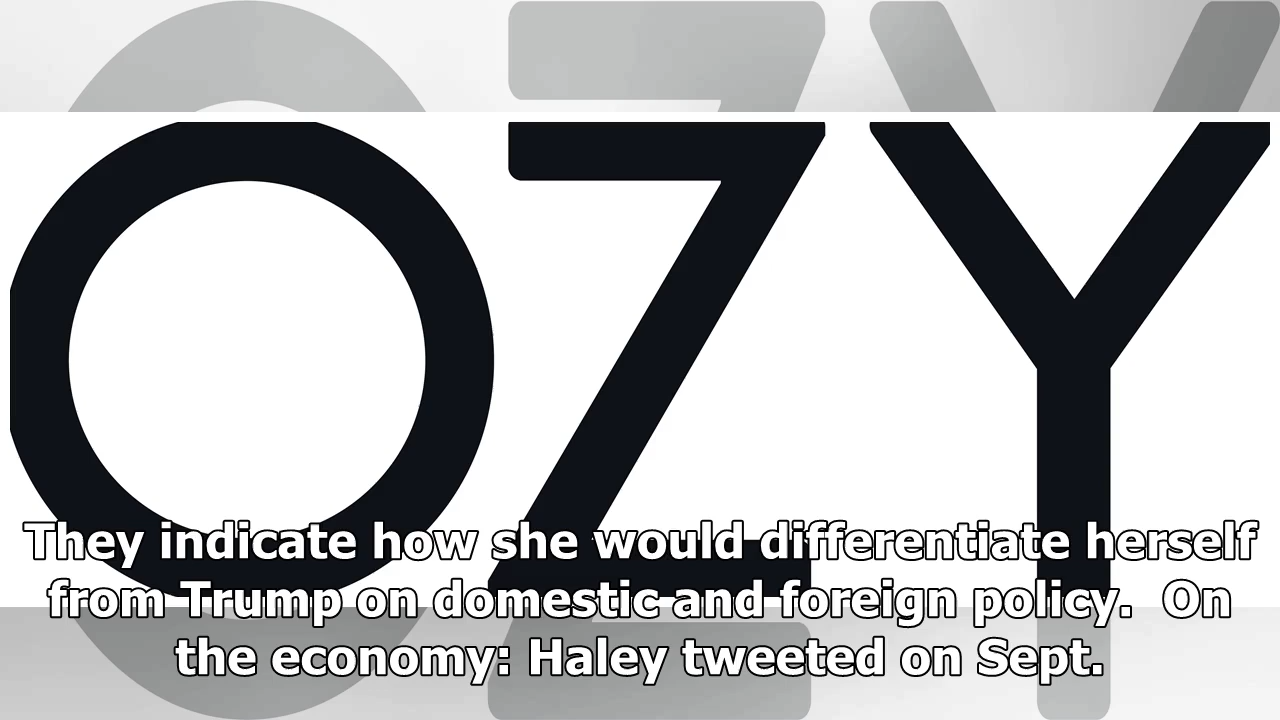 OZY
They indicate how she would differentiate herself
from Trump on domestic and foreign policy.  On
the economy: Haley tweeted on Sept.